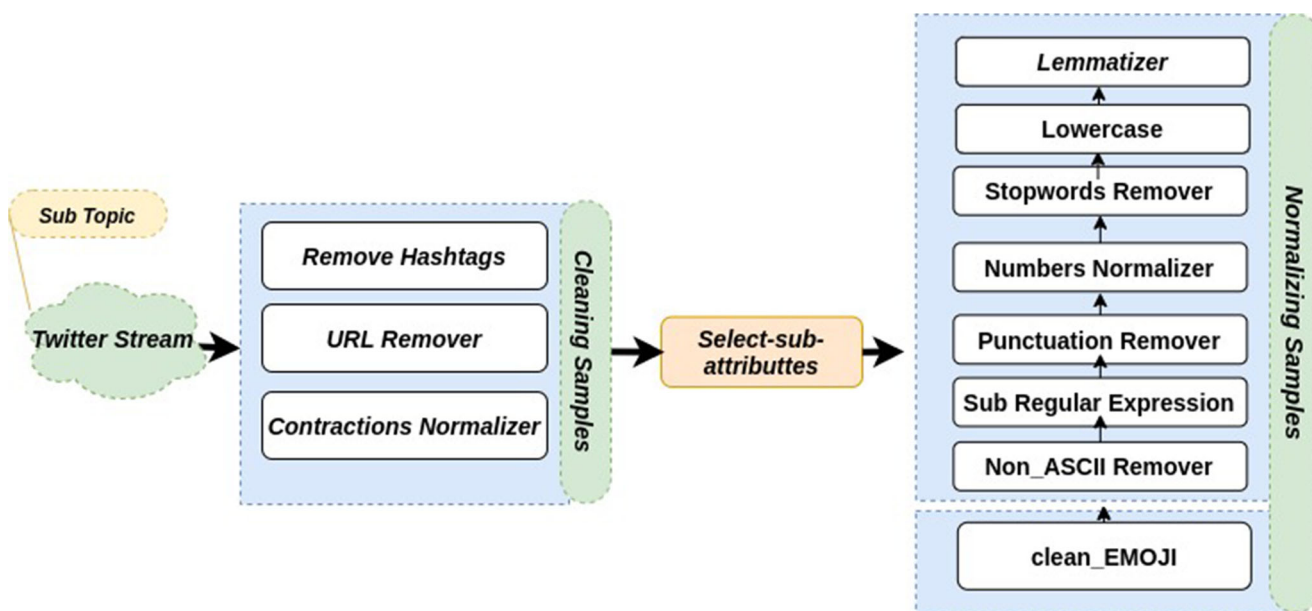 Sub Topic
Twitter Stream
Remove Hashtags
URL Remover
Contractions Normalizer
Cleaning Samples
Select-sub-
attributtes
Lemmatizer
Lowercase
Stopwords Remover
Numbers Normalizer
Punctuation Remover
Sub Regular Expression
Non_ASCII Remover
clean_EMOJI
Normalizing Samples